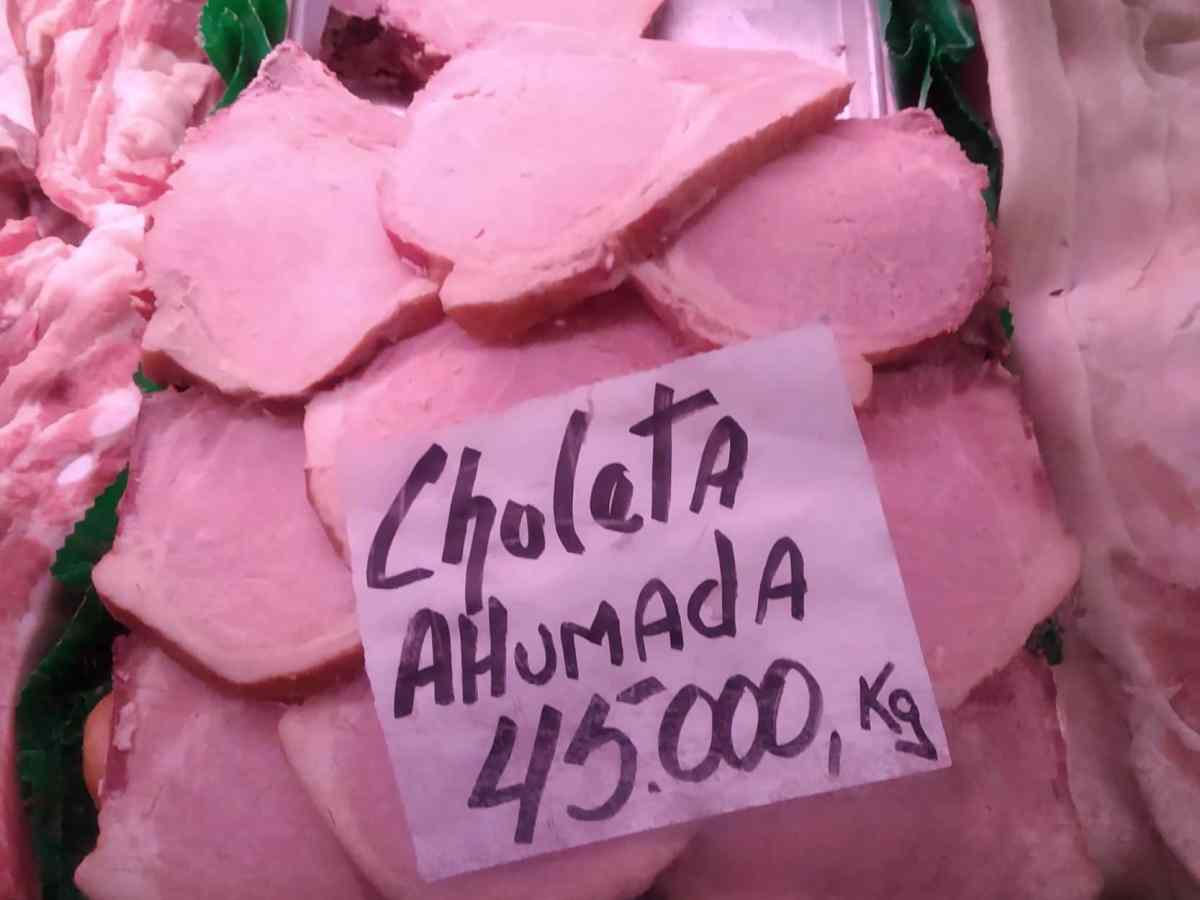 Choleta
AHUMAdA
45.000, Kg